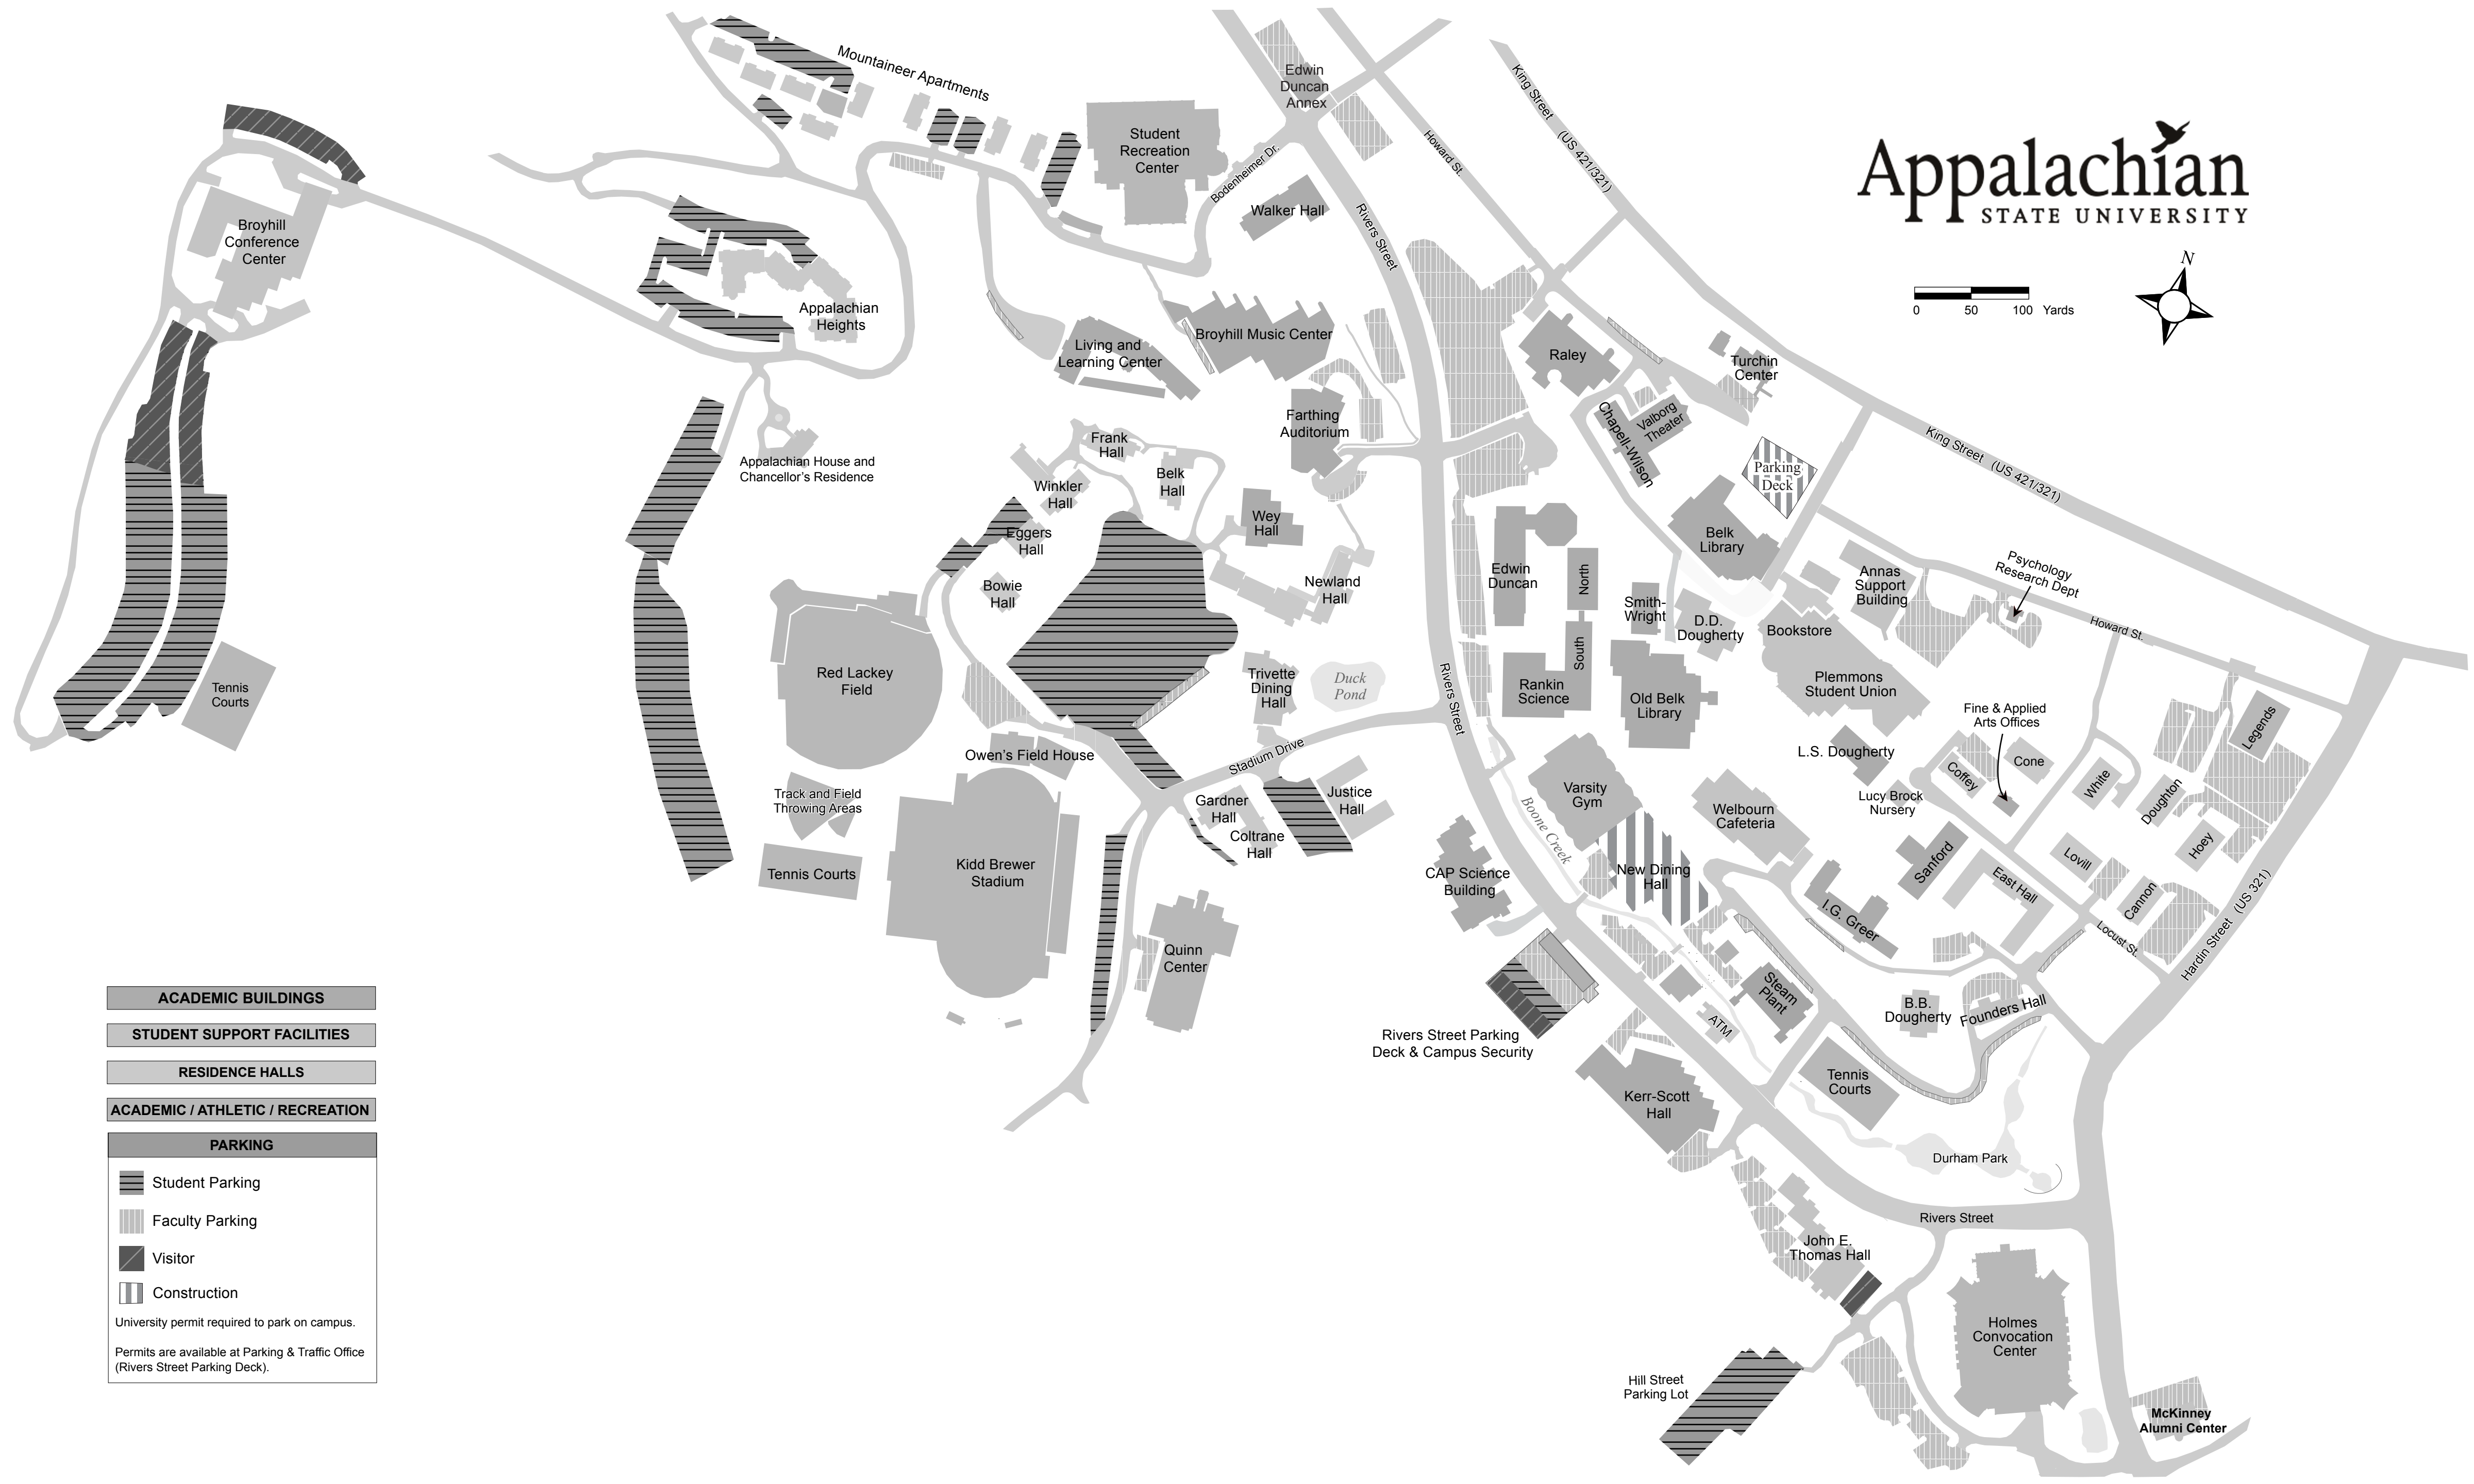 Appalachian
STATE UNIVERSITY
N
0 50 100 Yards
Mountaineer Apartments
Edwin
Duncan
Annex
King Street (US 421/321)
Howard St.
Student
Recreation
Center
Bodenheimer Dr.
Walker Hall
Rivers Street
Broyhill
Conference
Center
Appalachian
Heights
Living and
Learning Center
Broyhill Music Center
Raley
Turchin
Center
Farthing
Auditorium
Chapell-Wilson
Valborg
Theater
King Street (US 421/321)
Appalachian House and
Chancellor's Residence
Frank
Hall
Belk
Hall
Winkler
Hall
Parking
Deck
Eggers
Hall
Wey
Hall
Belk
Library
Bowie
Hall
Newland
Hall
Edwin
Duncan
North
South
Smith-
Wright
D.D.
Dougherty
Annas
Support
Building
Psychology
Research Dept
Bookstore
Howard St.
Tennis
Courts
Red Lackey
Field
Trivette
Dining
Hall
Duck
Pond
Rivers Street
Rankin
Science
Old Belk
Library
Plemmons
Student Union
Fine & Applied
Arts Offices
Legends
Owen's Field House
Stadium Drive
L.S. Dougherty
Coffey
Cone
White
Doughton
Track and Field
Throwing Areas
Gardner
Hall
Justice
Hall
Coltrane
Hall
Varsity
Gym
Boone Creek
Welbourn
Cafeteria
Lucy Brock
Nursery
Hoey
Tennis Courts
Kidd Brewer
Stadium
CAP Science
Building
New Dining
Hall
Sanford
East Hall
Lovill
Cannon
I.G. Greer
Locust St.
Hardin Street (US 321)
Quinn
Center
Steam
Plant
ATM
B.B.
Dougherty
Founders Hall
Rivers Street Parking
Deck & Campus Security
Kerr-Scott
Hall
Tennis
Courts
Durham Park
Rivers Street
John E.
Thomas Hall
Holmes
Convocation
Center
Hill Street
Parking Lot
McKinney
Alumni Center
ACADEMIC BUILDINGS
STUDENT SUPPORT FACILITIES
RESIDENCE HALLS
ACADEMIC / ATHLETIC / RECREATION
PARKING
Student Parking
Faculty Parking
Visitor
Construction
University permit required to park on campus.
Permits are available at Parking & Traffic Office
(Rivers Street Parking Deck).